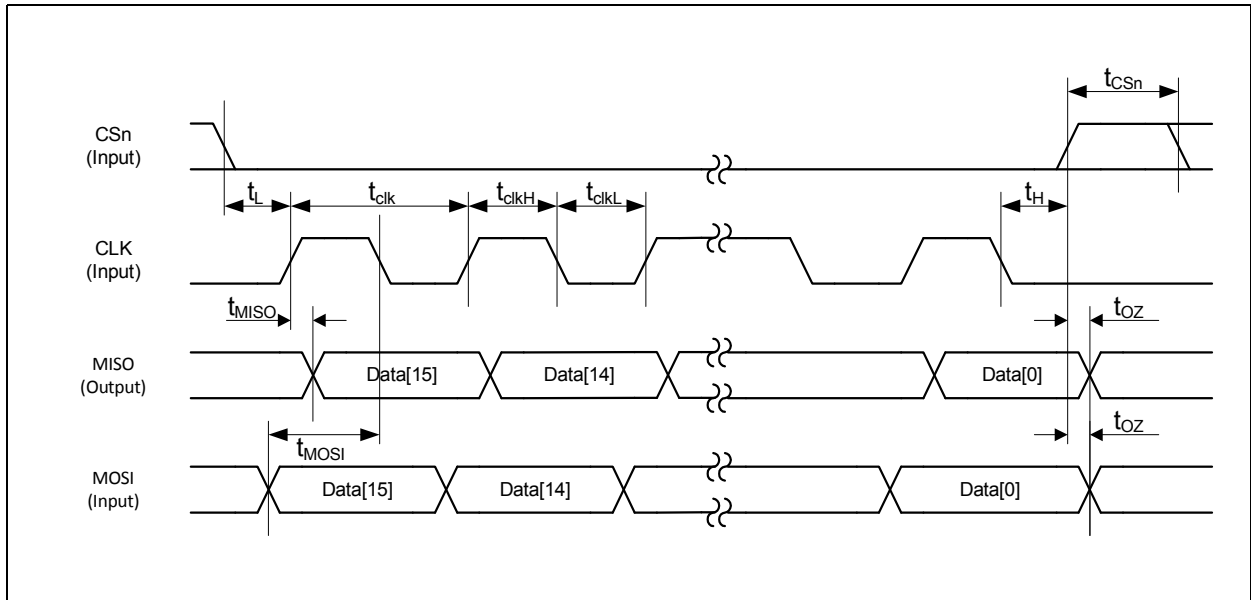 tCSn
CSn
(Input)
tL
tclk
tclkH
tclkL
tH
CLK
(Input)
tMISO
tOZ
MISO
(Output)
Data[15]
Data[14]
Data[0]
tMOSI
tOZ
MOSI
(Input)
Data[15]
Data[14]
Data[0]